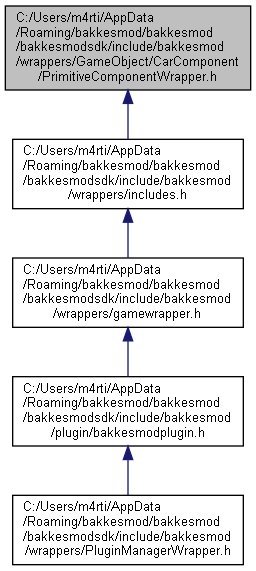 C:/Users/m4rti/AppData
/Roaming/bakkesmod/bakkesmod
/bakkesmodsdk/include/bakkesmod
/wrappers/GameObject/CarComponent
/PrimitiveComponentWrapper.h
C:/Users/m4rti/AppData
/Roaming/bakkesmod/bakkesmod
/bakkesmodsdk/include/bakkesmod
/wrappers/includes.h
C:/Users/m4rti/AppData
/Roaming/bakkesmod/bakkesmod
/bakkesmodsdk/include/bakkesmod
/wrappers/gamewrapper.h
C:/Users/m4rti/AppData
/Roaming/bakkesmod/bakkesmod
/bakkesmodsdk/include/bakkesmod
/plugin/bakkesmodplugin.h
C:/Users/m4rti/AppData
/Roaming/bakkesmod/bakkesmod
/bakkesmodsdk/include/bakkesmod
/wrappers/PluginManagerWrapper.h